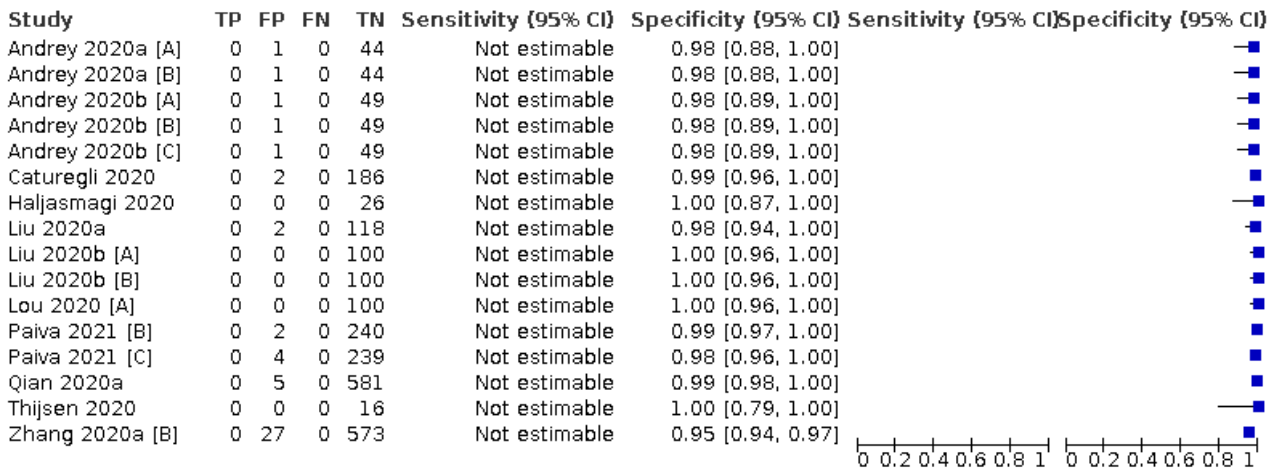 Study TP FP FN TN Sensitivity (95% CI) Specificity (95% CI) Sensitivity (95% CI)Specificity (95% CI)
Andrey 2020a [A] 0 1 0 44 Not estimable 0.98 [0.88, 1.00]
Andrey 2020a [B] 0 1 0 44 Not estimable 0.98 [0.88, 1.00]
Andrey 2020b [A] 0 1 0 49 Not estimable 0.98 [0.89, 1.00]
Andrey 2020b [B] 0 1 0 49 Not estimable 0.98 [0.89, 1.00]
Andrey 2020b [C] 0 1 0 49 Not estimable 0.98 [0.89, 1.00]
Caturegli 2020 0 2 0 186 Not estimable 0.99 [0.96, 1.00]
Haljasmagi 2020 0 0 0 26 Not estimable 1.00 [0.87, 1.00]
Liu 2020a 0 2 0 118 Not estimable 0.98 [0.94, 1.00]
Liu 2020b [A] 0 0 0 100 Not estimable 1.00 [0.96, 1.00]
Liu 2020b [B] 0 0 0 100 Not estimable 1.00 [0.96, 1.00]
Lou 2020 [A] 0 0 0 100 Not estimable 1.00 [0.96, 1.00]
Paiva 2021 [B] 0 2 0 240 Not estimable 0.99 [0.97, 1.00]
Paiva 2021 [C] 0 4 0 239 Not estimable 0.98 [0.96, 1.00]
Qian 2020a 0 5 0 581 Not estimable 0.99 [0.98, 1.00]
Thijsen 2020 0 0 0 16 Not estimable 1.00 [0.79, 1.00]
Zhang 2020a [B] 0 27 0 573 Not estimable 0.95 [0.94, 0.97]
0 0.2 0.4 0.6 0.8 1 0 0.2 0.4 0.6 0.8 1